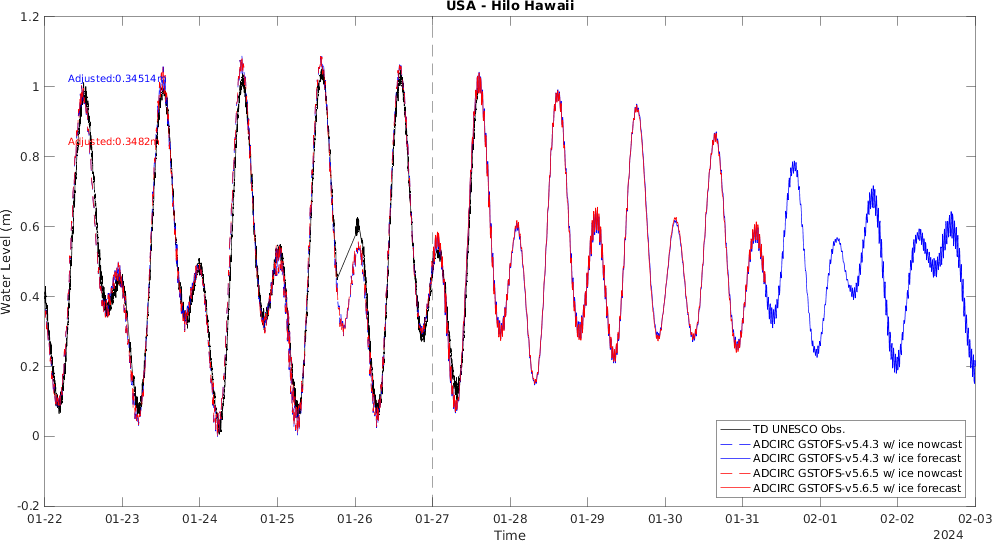 USA - Hilo Hawaii
1.2
1
0.8
0.6
0.4
0.2
0
-0.2
Water Level (m)
Adjusted:0.34514m
Adjusted:0.3482m
TD UNESCO Obs.
ADCIRC GSTOFS-v5.4.3 w/ ice nowcast
ADCIRC GSTOFS-v5.4.3 w/ ice forecast
ADCIRC GSTOFS-v5.6.5 w/ ice nowcast
ADCIRC GSTOFS-v5.6.5 w/ ice forecast
01-22 01-23 01-24 01-25 01-26 01-27 01-28 01-29 01-30 01-31 02-01 02-02 02-03
Time
2024